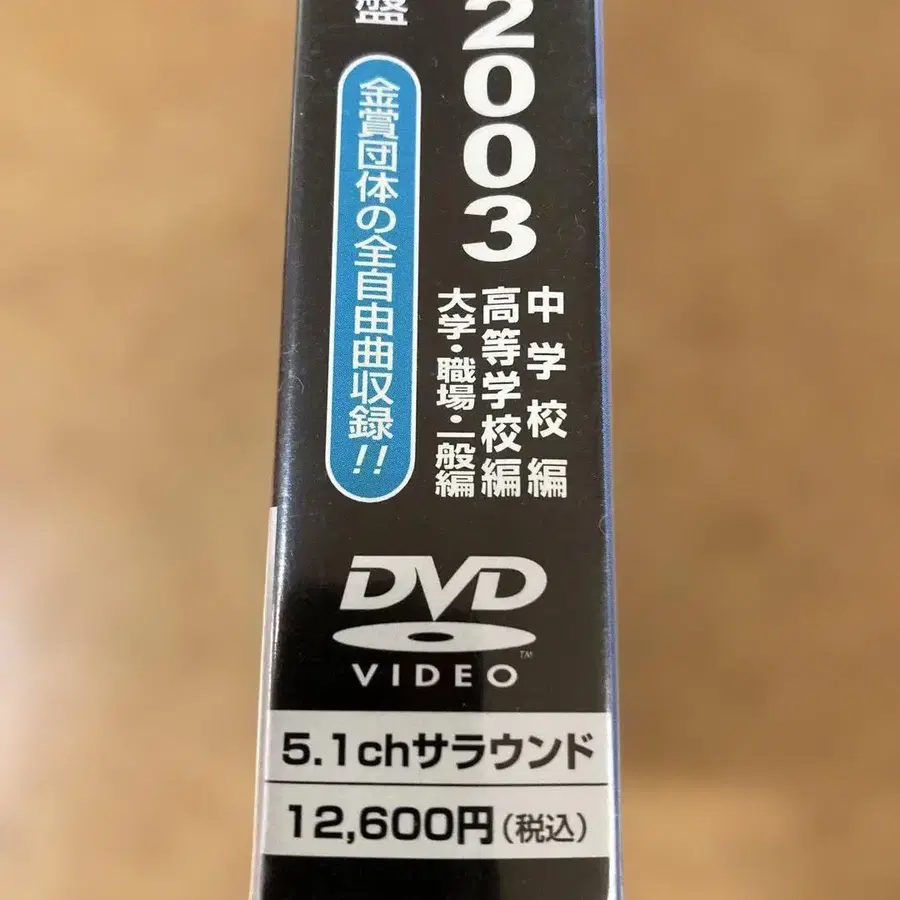 2003
中学校編
高等学校編
大学・職場・一般編
盤
金賞団体の全自由曲収録!!
DVD
VIDEO
TM
5.1chサラウンド
12,600円(税込)